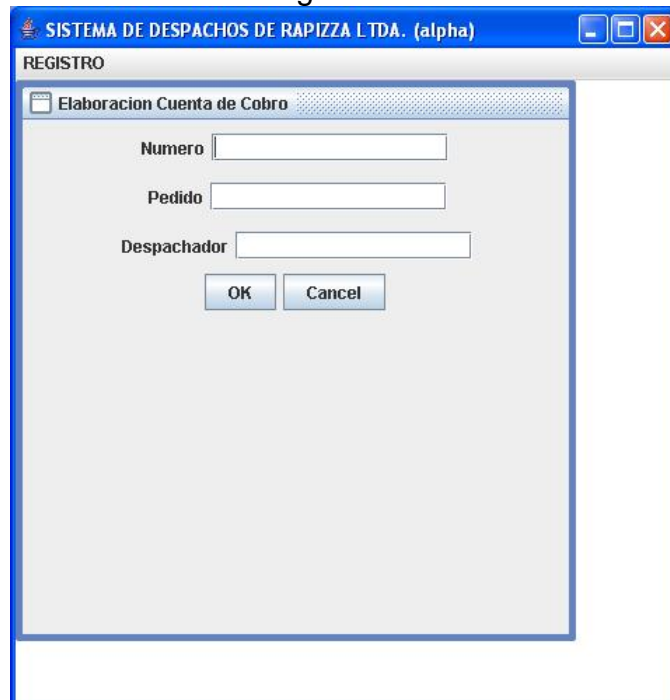 SISTEMA DE DESPACHOS DE RAPIZZA LTDA. (alpha)
REGISTRO
Elaboracion Cuenta de Cobro
Numero
Pedido
Despachador
OK Cancel